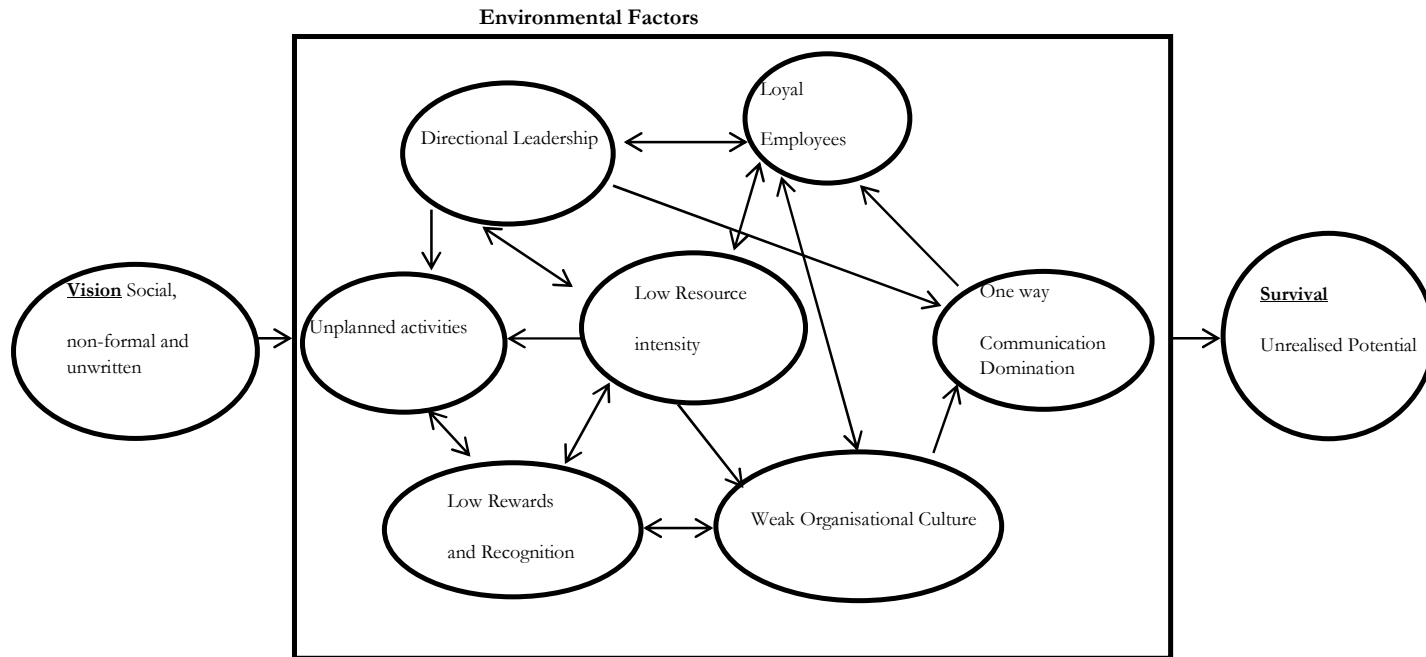 Environmental Factors
Loyal
Employees
Directional Leadership
Vision Social,
non-formal and
unwritten
Unplanned activities
Low Resource
intensity
One way
Communication
Domination
Survival
Unrealised Potential
Low Rewards
and Recognition
Weak Organisational Culture